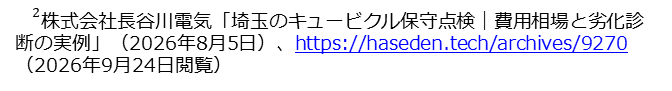 ²株式会社長谷川電気「埼玉のキュービクル保守点検｜費用相場と劣化診
断の実例」（2026年8月5日）、https://haseden.tech/archives/9270
（2026年9月24日閲覧）